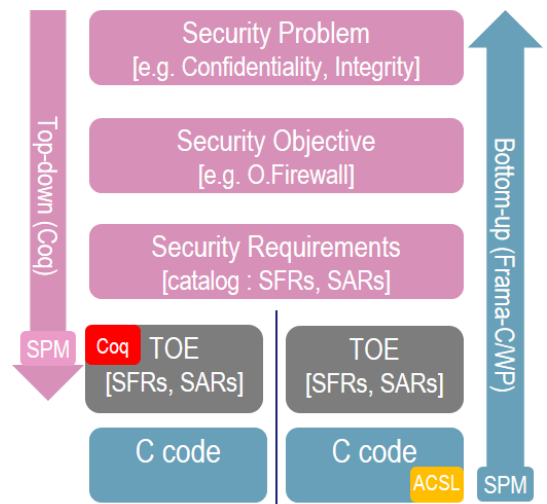 Security Problem
[e.g. Confidentiality, Integrity]
Top-down (Coq)
Bottom-up (Frama-C/WP)
Security Objective
[e.g. O.Firewall]
Security Requirements
[catalog : SFRs, SARs]
SPM
Coq
TOE
[SFRs, SARs]
TOE
[SFRs, SARs]
C code
C code
ACSL
SPM